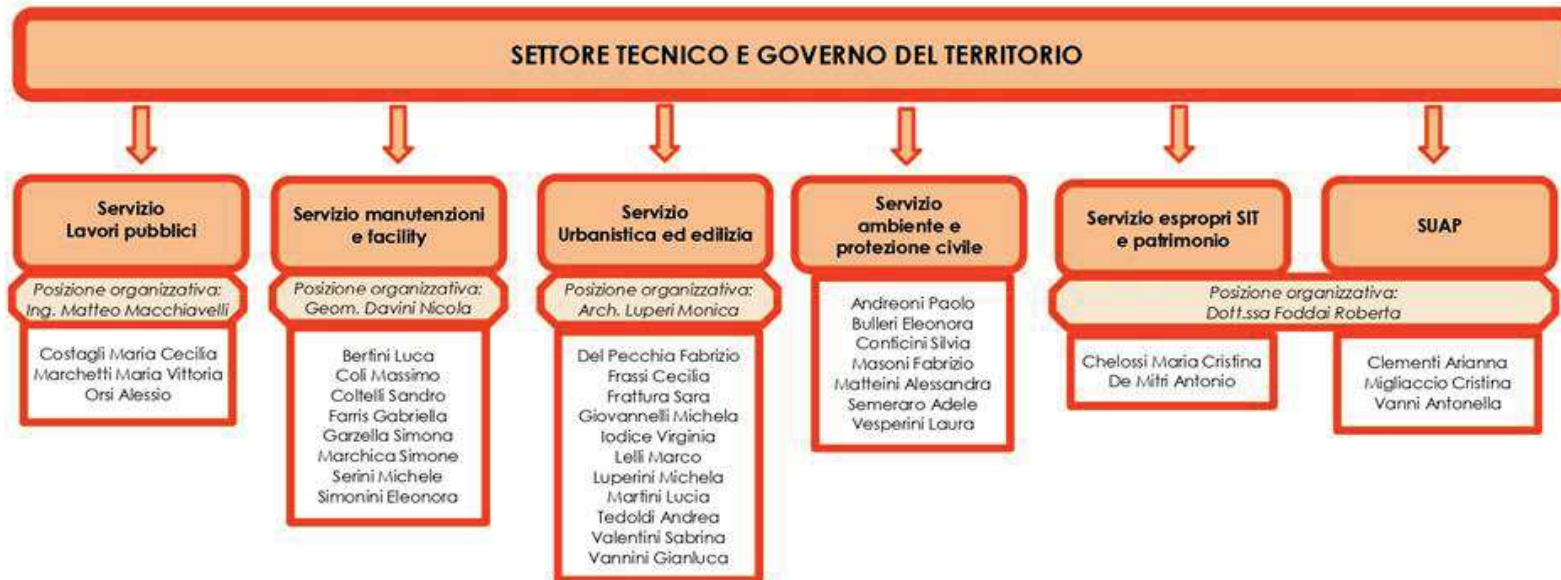 SETTORE TECNICO E GOVERNO DEL TERRITORIO
Servizio
Lavori pubblici
Posizione organizzativa:
Ing. Matteo Macchiavelli
Costagli Maria Cecilia
Marchetti Maria Vittoria
Orsi Alessio
Servizio manutenzioni
e facility
Posizione organizzativa:
Geom. Davini Nicola
Bertini Luca
Coli Massimo
Coltelli Sandro
Farris Gabriella
Garzella Simona
Marchica Simone
Serini Michele
Simonini Eleonora
Servizio
Urbanistica ed edilizia
Posizione organizzativa:
Arch. Luperi Monica
Del Pecchia Fabrizio
Frassi Cecilia
Frattura Sara
Giovannelli Michela
Iodice Virginia
Lelli Marco
Luperini Michela
Martini Lucia
Tedoldi Andrea
Valentini Sabrina
Vannini Gianluca
Servizio
ambiente e
protezione civile
Andreoni Paolo
Bulleri Eleonora
Conticini Silvia
Masoni Fabrizio
Matteini Alessandra
Semeraro Adele
Vesperini Laura
Servizio espropri SIT
e patrimonio
SUAP
Posizione organizzativa:
Dott.ssa Foddai Roberta
Chelossi Maria Cristina
De Mitri Antonio
Clementi Arianna
Migliaccio Cristina
Vanni Antonella